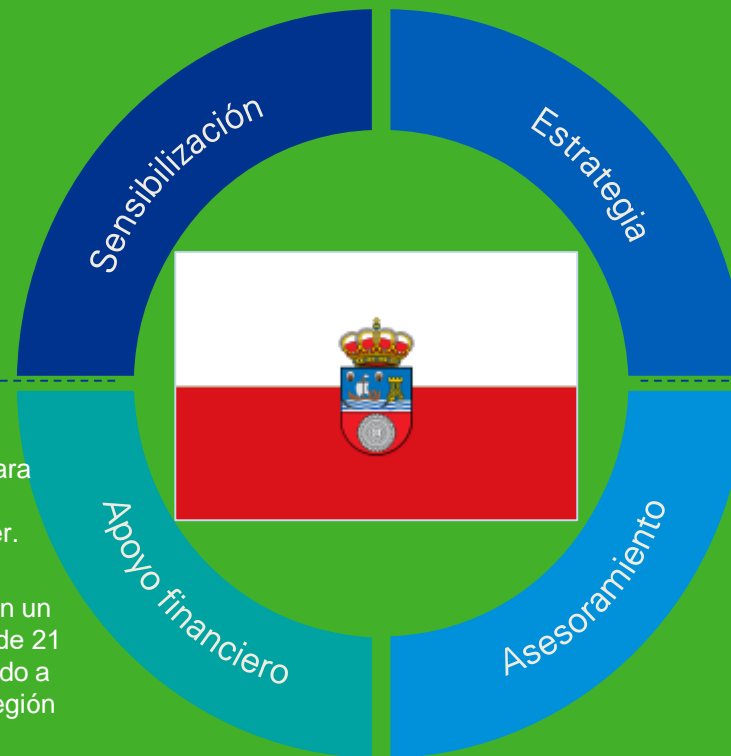 Sensibilización
Estrategia
Apoyo financiero
Asesoramiento